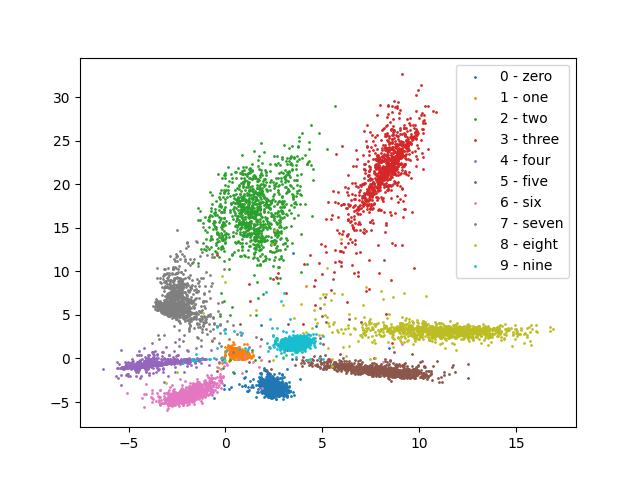 30
25
20
15
10
5
0
−5
−5
0
5
10
15
0 - zero
1 - one
2 - two
3 - three
4 - four
5 - five
6 - six
7 - seven
8 - eight
9 - nine